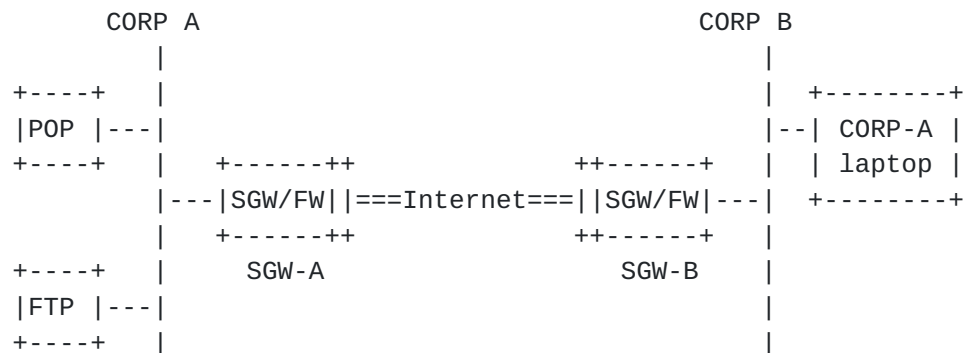 CORP A                                CORP B
          |                                       |
+----+    |                                       |  +--------+
|POP |---|                                       |--| CORP-A |
+----+    |   +------++              ++------+   |  | laptop |
          |---|SGW/FW||===Internet===||SGW/FW|---|  +--------+
          |   +------++              ++------+   |
+----+    |     SGW-A                   SGW-B    |
|FTP |---|                                       |
+----+    |                                       |